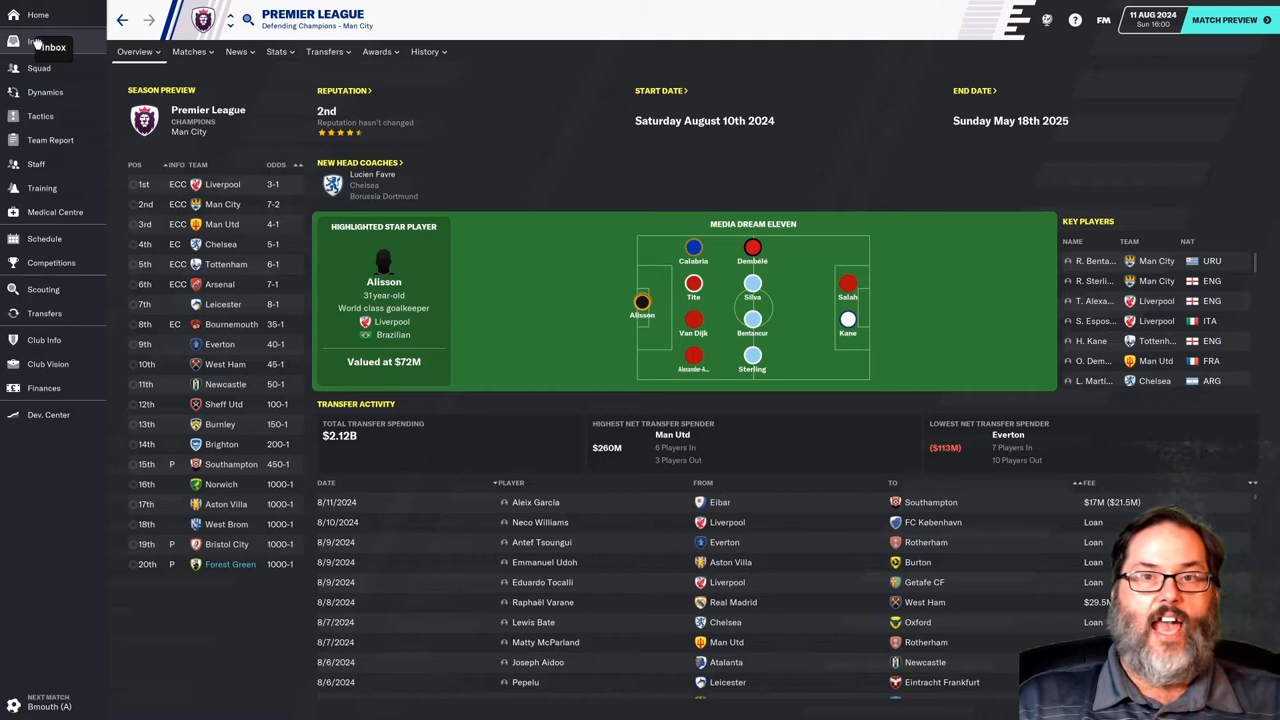 Home
PREMIER LEAGUE
Defending Champions - Man City
FM
11 AUG 2024
Sun 16:00
MATCH PREVIEW
Inbox
Squad
Dynamics
Tactics
Team Report
Staff
Training
Medical Centre
Schedule
Competitions
Scouting
Transfers
Club Info
Club Vision
Finances
Dev. Center
NEXT MATCH
Bmouth (A)
Overview
Matches
News
Stats
Transfers
Awards
History
SEASON PREVIEW
Premier League
CHAMPIONS
Man City
REPUTATION
2nd
Reputation hasn't changed
START DATE
Saturday August 10th 2024
END DATE
Sunday May 18th 2025
NEW HEAD COACHES
Lucien Favre
Chelsea
Borussia Dortmund
POS INFO TEAM ODDS
1st ECC Liverpool 3-1
2nd ECC Man City 7-2
3rd ECC Man Utd 4-1
4th EC Chelsea 5-1
5th ECC Tottenham 6-1
6th ECC Arsenal 7-1
7th Leicester 8-1
8th EC Bournemouth 35-1
9th Everton 40-1
10th West Ham 45-1
11th Newcastle 50-1
12th Sheff Utd 100-1
13th Burnley 150-1
14th Brighton 200-1
15th P Southampton 450-1
16th Norwich 1000-1
17th Aston Villa 1000-1
18th West Brom 1000-1
19th P Bristol City 1000-1
20th P Forest Green 1000-1
HIGHLIGHTED STAR PLAYER
Alisson
31year-old
World class goalkeeper
Liverpool
Brazilian
Valued at $72M
MEDIA DREAM ELEVEN
Calabria
Dembélé
Tite
Silva
Salah
Alisson
Van Dijk
Bentancur
Kane
Alexander-A...
Sterling
KEY PLAYERS
NAME TEAM NAT
R. Benta... Man City URU
R. Sterli... Man City ENG
T. Alexa... Liverpool ENG
S. Espos... Liverpool ITA
H. Kane Tottenh... ENG
O. Dem... Man Utd FRA
L. Martí... Chelsea ARG
TRANSFER ACTIVITY
TOTAL TRANSFER SPENDING
$2.12B
HIGHEST NET TRANSFER SPENDER
Man Utd
$260M
6 Players In
3 Players Out
LOWEST NET TRANSFER SPENDER
Everton
($113M)
7 Players In
10 Players Out
DATE PLAYER FROM TO FEE
8/11/2024 Aleix García Eibar Southampton $17M ($21.5M)
8/10/2024 Neco Williams Liverpool FC København Loan
8/9/2024 Antef Tsoungui Everton Rotherham Loan
8/9/2024 Emmanuel Udoh Aston Villa Burton Loan
8/9/2024 Eduardo Tocalli Liverpool Getafe CF Loan
8/8/2024 Raphaël Varane Real Madrid West Ham $29.5M
8/7/2024 Lewis Bate Chelsea Oxford Loan
8/7/2024 Matty McParland Man Utd Rotherham
8/6/2024 Joseph Aidoo Atalanta Newcastle
8/6/2024 Pepelu Leicester Eintracht Frankfurt